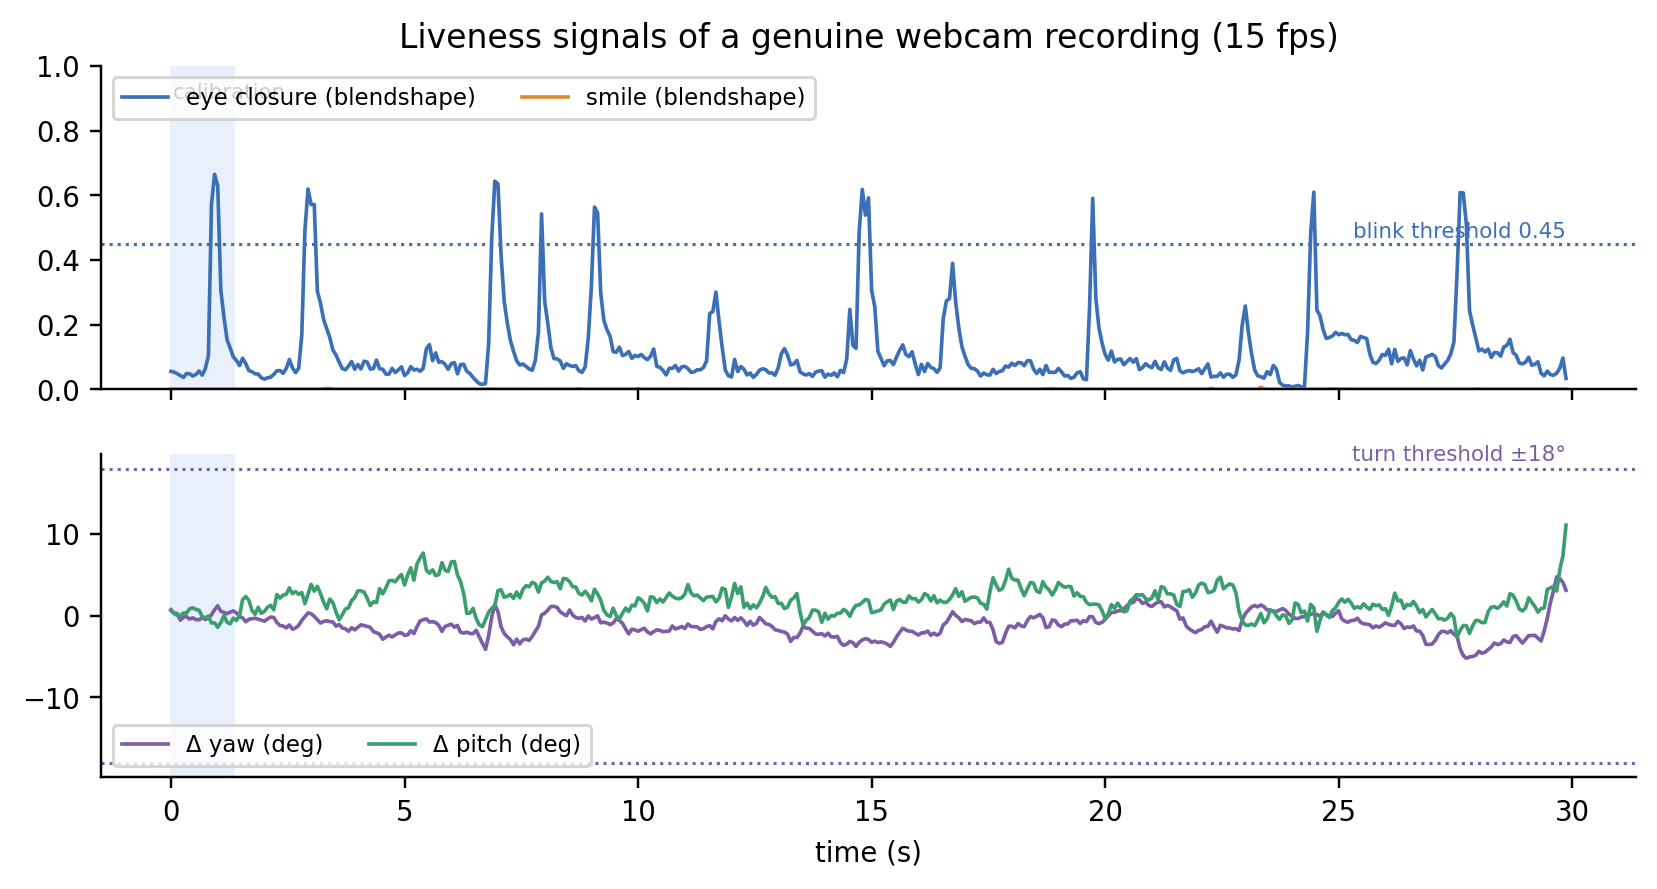 Liveness signals of a genuine webcam recording (15 fps)
1.0
calibration
eye closure (blendshape)
smile (blendshape)
0.8
0.6
blink threshold 0.45
0.4
0.2
0.0
turn threshold ±18°
10
0
−10
Δ yaw (deg)
Δ pitch (deg)
0 5 10 15 20 25 30
time (s)